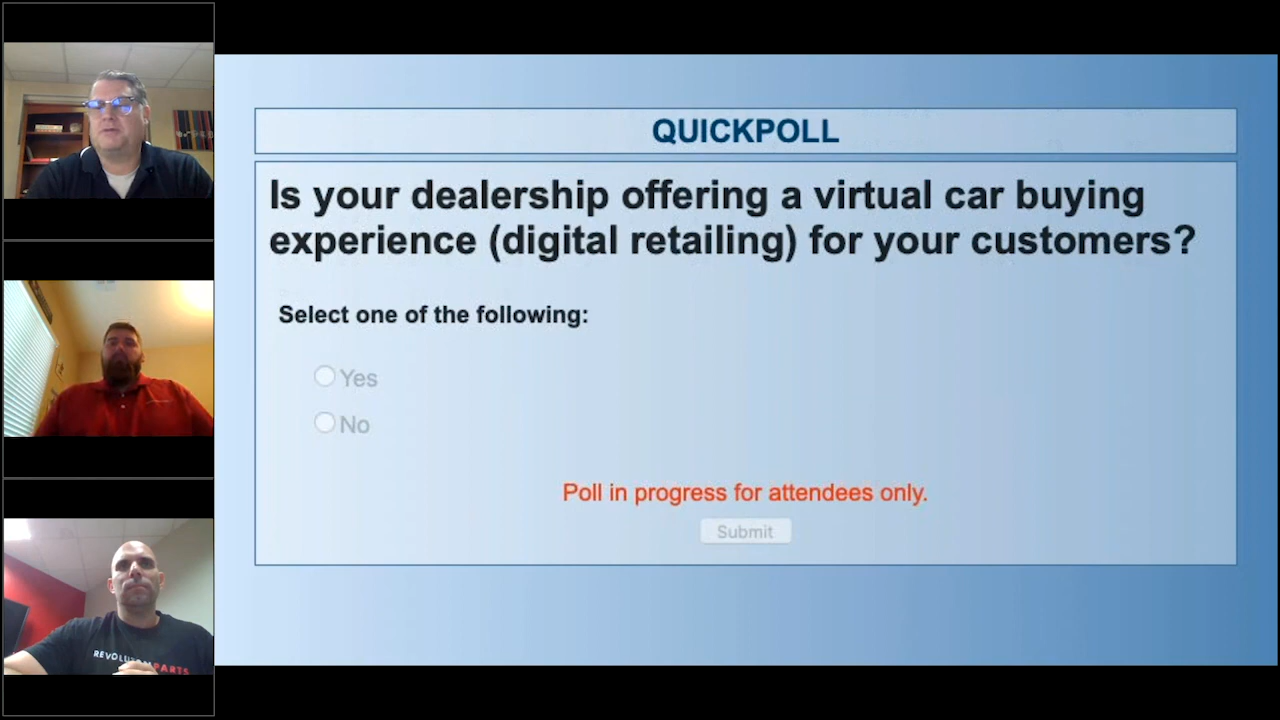 QUICKPOLL
Is your dealership offering a virtual car buying
experience (digital retailing) for your customers?
Select one of the following:
Yes
No
Poll in progress for attendees only.
Submit
REVOLUTIONPARTS